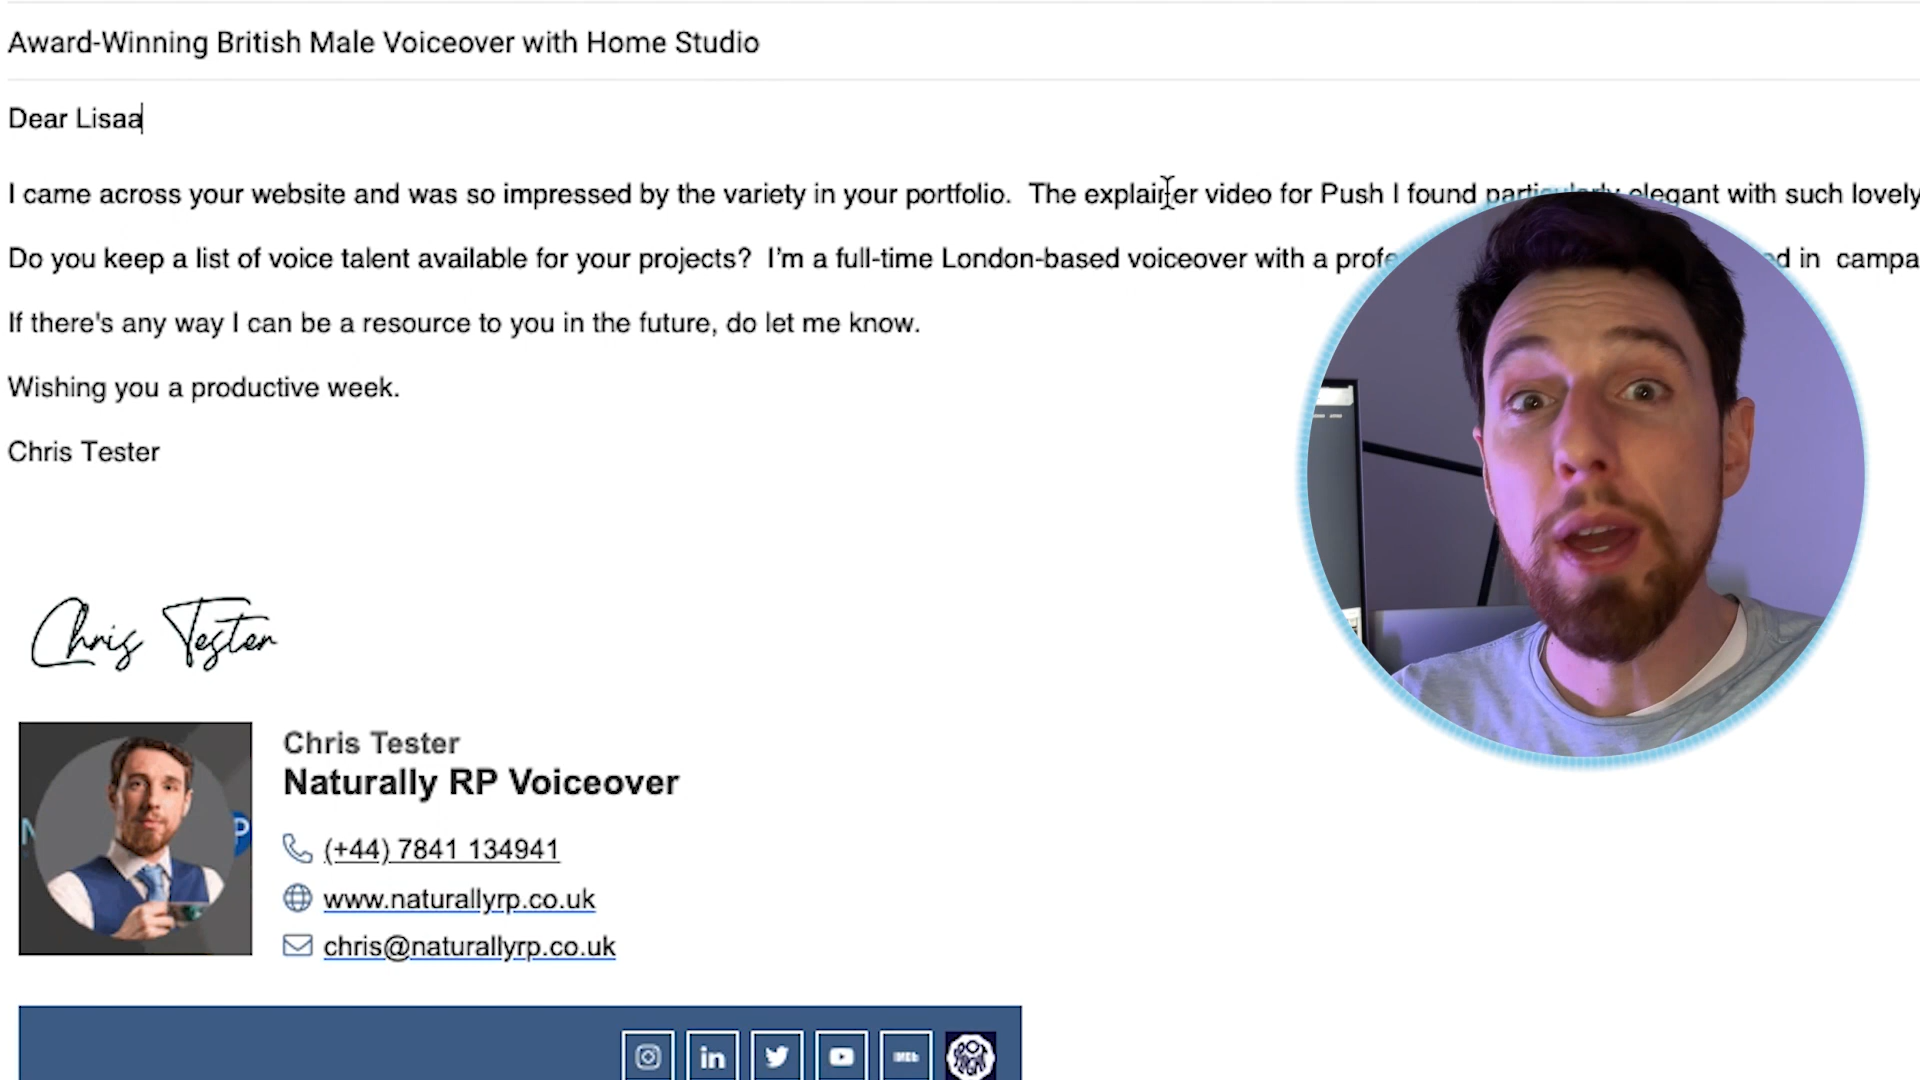 Award-Winning British Male Voiceover with Home Studio
Dear Lisaa
I came across your website and was so impressed by the variety in your portfolio.  The explainer video for Push I found particularly elegant with such lovely
Do you keep a list of voice talent available for your projects?  I'm a full-time London-based voiceover with a in
If there's any way I can be a resource to you in the future, do let me know.
Wishing you a productive week.
Chris Tester
Chris Tester
Chris Tester
Naturally RP Voiceover
(+44) 7841 134941
www.naturallyrp.co.uk
chris@naturallyrp.co.uk
in
IMDb